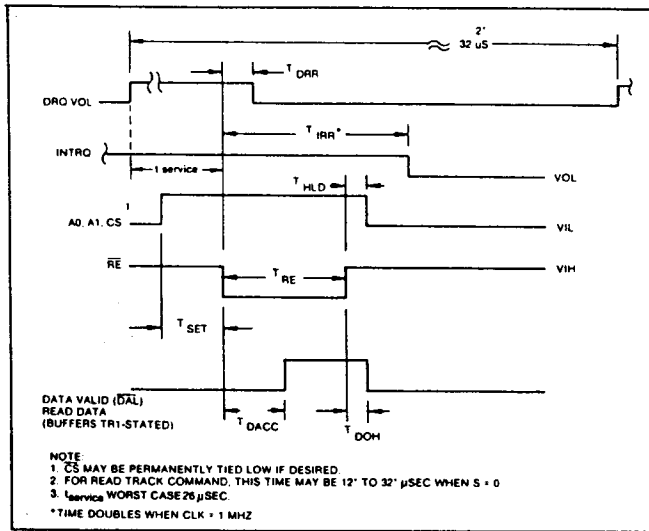 2*
32 µS
T DRR
DRQ VOL
T IRR*
INTRQ
t service
VOL
T HLD
1
A0, A1, CS
VIL
RE
VIH
T RE
T SET
DATA VALID (DAL)
READ DATA
(BUFFERS TR1-STATED)
T DACC
T DOH
NOTE:
1. CS MAY BE PERMANENTLY TIED LOW IF DESIRED.
2. FOR READ TRACK COMMAND, THIS TIME MAY BE 12* TO 32* µSEC WHEN S = 0
3. tservice WORST CASE 26 µSEC.
*TIME DOUBLES WHEN CLK = 1 MHZ